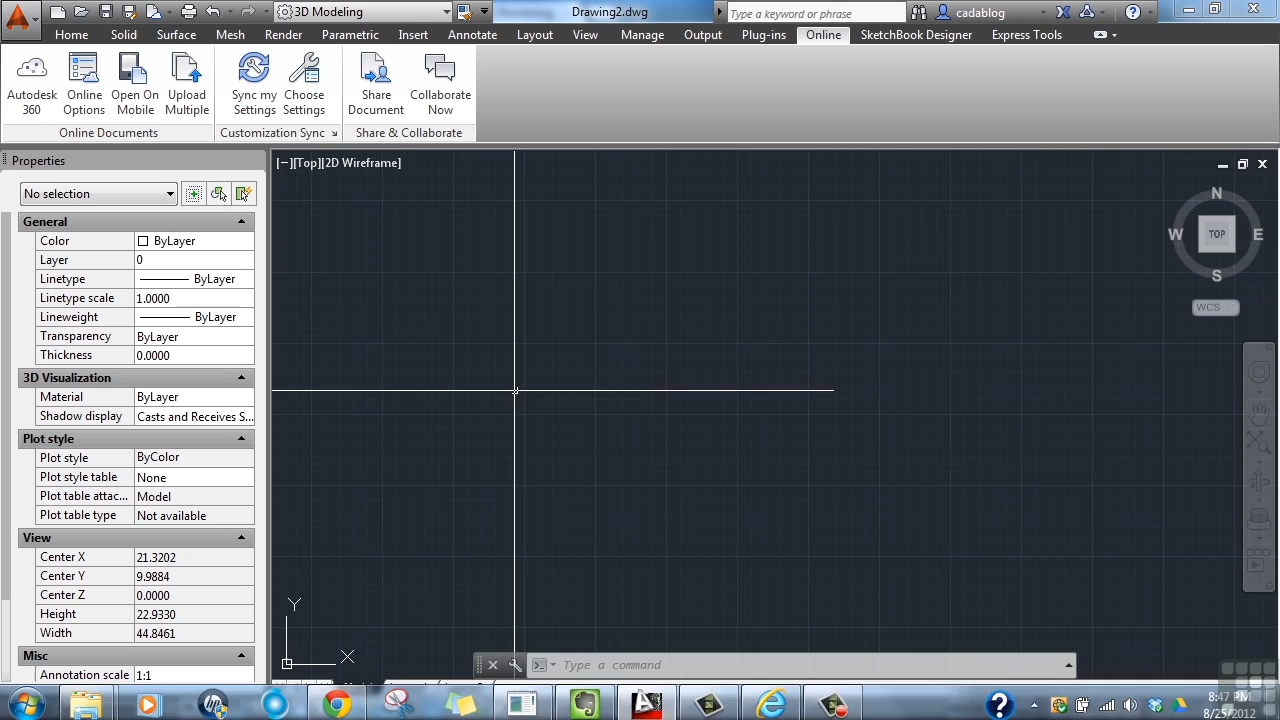 3D Modeling Drawing2.dwg Type a keyword or phrase cadablog
Home Solid Surface Mesh Render Parametric Insert Annotate Layout View Manage Output Plug-ins Online SketchBook Designer Express Tools
Autodesk 360 Online Options Open On Mobile Upload Multiple Sync my Settings Choose Settings Share Document Collaborate Now
Online Documents Customization Sync Share & Collaborate
Properties
[−][Top][2D Wireframe]
No selection
N
W TOP E
S
WCS
General
Color ByLayer
Layer 0
Linetype ByLayer
Linetype scale 1.0000
Lineweight ByLayer
Transparency ByLayer
Thickness 0.0000
3D Visualization
Material ByLayer
Shadow display Casts and Receives S...
Plot style
Plot style ByColor
Plot style table None
Plot table attac... Model
Plot table type Not available
View
Center X 21.3202
Center Y 9.9884
Center Z 0.0000
Height 22.9330
Width 44.8461
Misc
Annotation scale 1:1
Y
X
Type a command
8:47 PM
8/25/2012